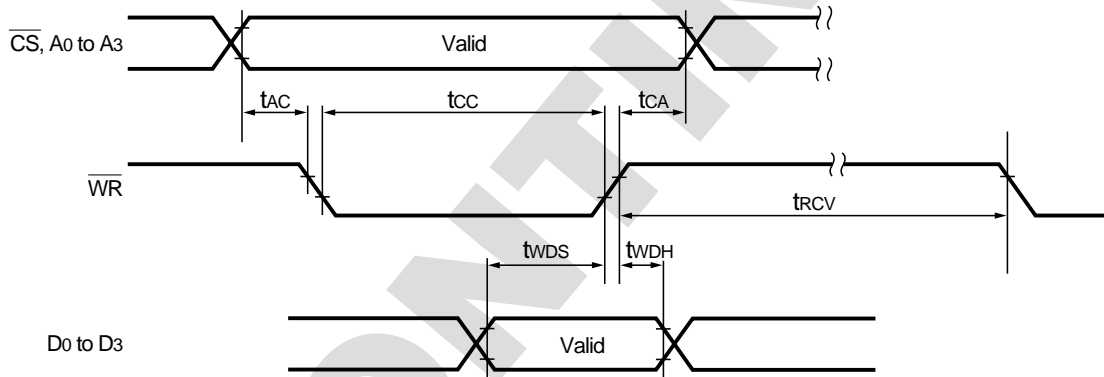 CS, A0 to A3
Valid
tAC
tCC
tCA
WR
tRCV
tWDS
tWDH
D0 to D3
Valid